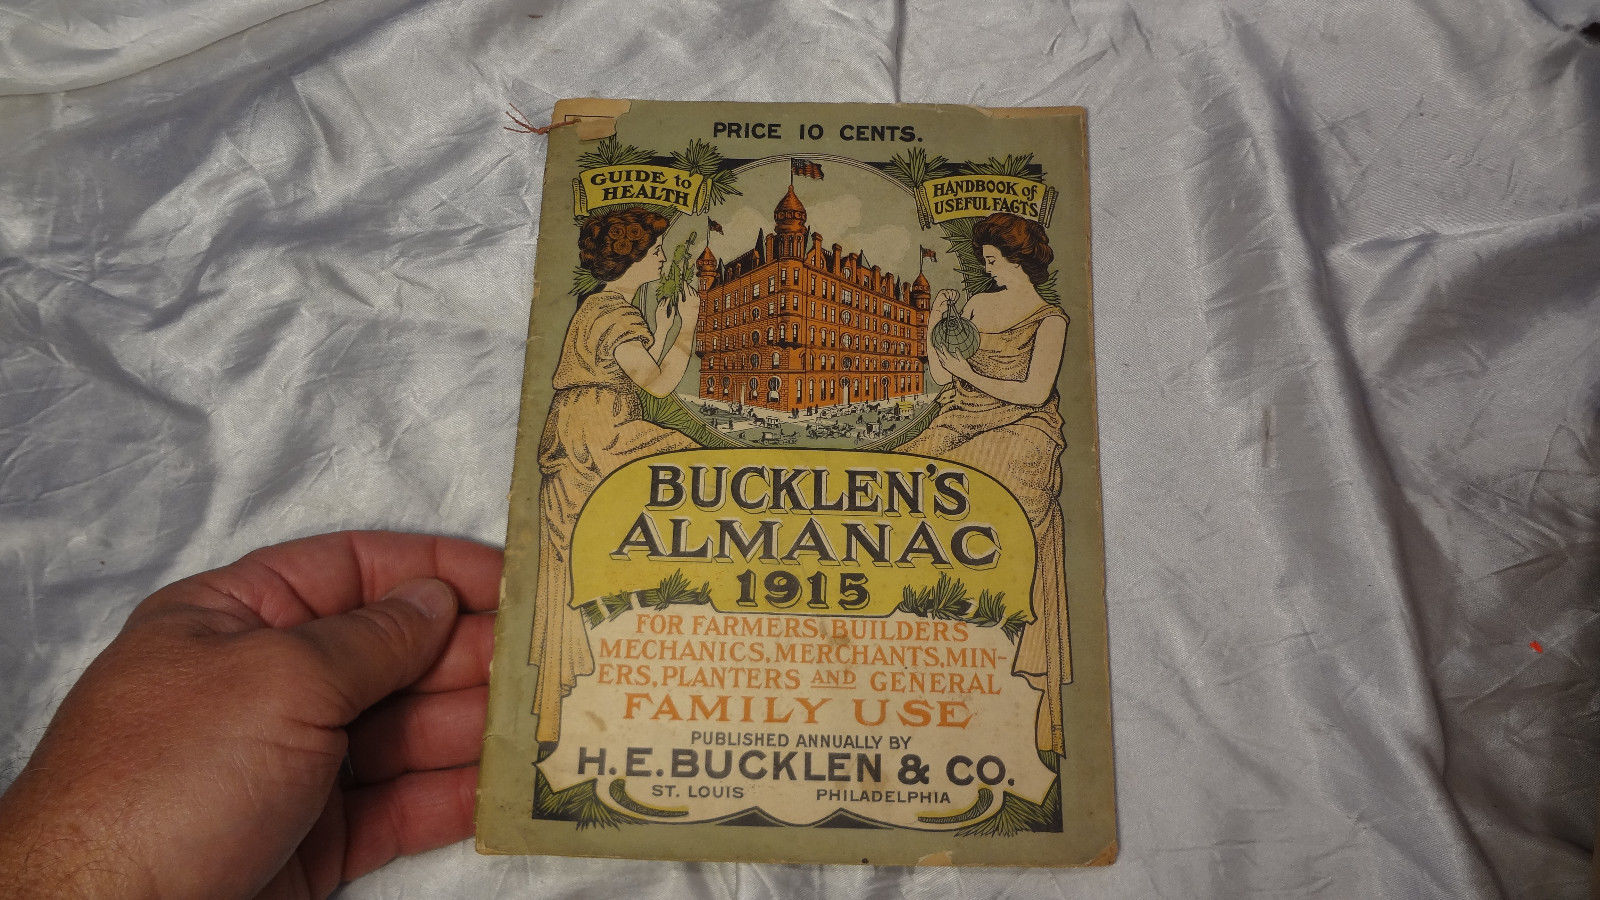 PRICE 10 CENTS.
GUIDE to
HEALTH
HANDBOOK of
USEFUL FACTS
BUCKLEN'S
ALMANAC
1915
FOR FARMERS, BUILDERS
MECHANICS, MERCHANTS, MIN-
ERS, PLANTERS AND GENERAL
FAMILY USE
PUBLISHED ANNUALLY BY
H. E. BUCKLEN & CO.
ST. LOUIS PHILADELPHIA